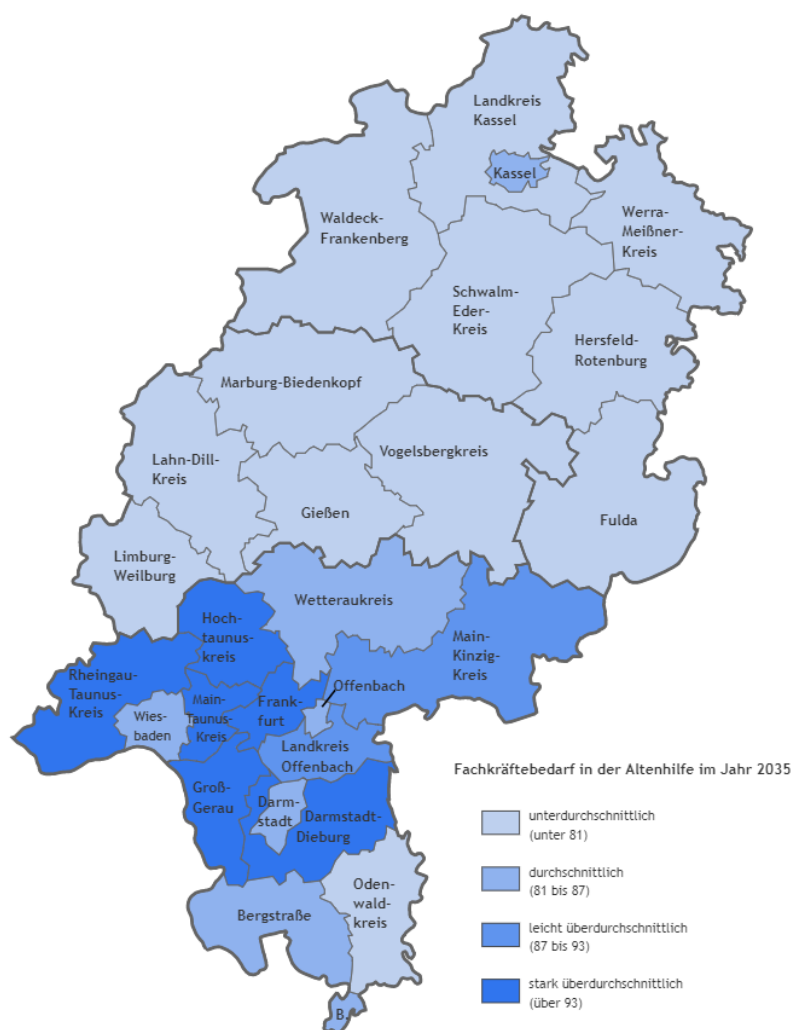 Landkreis
Kassel
Kassel
Waldeck-
Frankenberg
Werra-
Meißner-
Kreis
Schwalm-
Eder-
Kreis
Hersfeld-
Rotenburg
Marburg-Biedenkopf
Vogelsbergkreis
Lahn-Dill-
Kreis
Gießen
Fulda
Limburg-
Weilburg
Wetteraukreis
Hoch-
taunus-
kreis
Main-
Kinzig-
Kreis
Rheingau-
Taunus-
Kreis
Offenbach
Main-
Taunus-
Kreis
Frank-
furt
Wies-
baden
Landkreis
Offenbach
Groß-
Gerau
Darm-
stadt
Darmstadt-
Dieburg
Oden-
wald-
kreis
Bergstraße
B.
Fachkräftebedarf in der Altenhilfe im Jahr 2035
unterdurchschnittlich
(unter 81)
durchschnittlich
(81 bis 87)
leicht überdurchschnittlich
(87 bis 93)
stark überdurchschnittlich
(über 93)